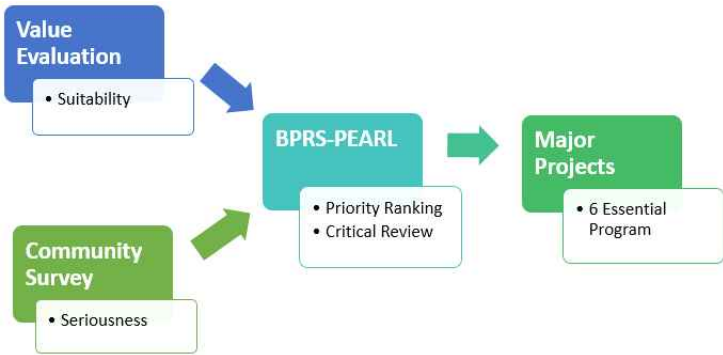 Value
Evaluation
• Suitability
BPRS-PEARL
• Priority Ranking
• Critical Review
Major
Projects
• 6 Essential
Program
Community
Survey
• Seriousness